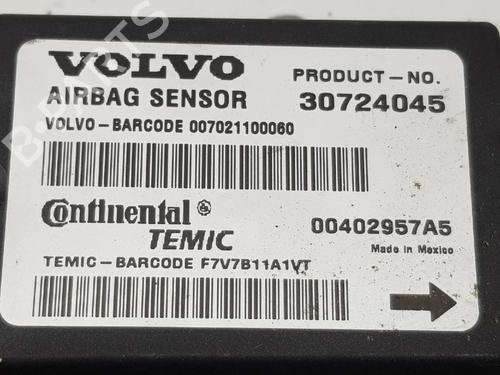 VOLVO
PRODUCT-NO.
AIRBAG SENSOR
30724045
VOLVO-BARCODE 007021100060
Continental®
TEMIC
00402957A5
Made in Mexico
TEMIC-BARCODE F7V7B11A1VT